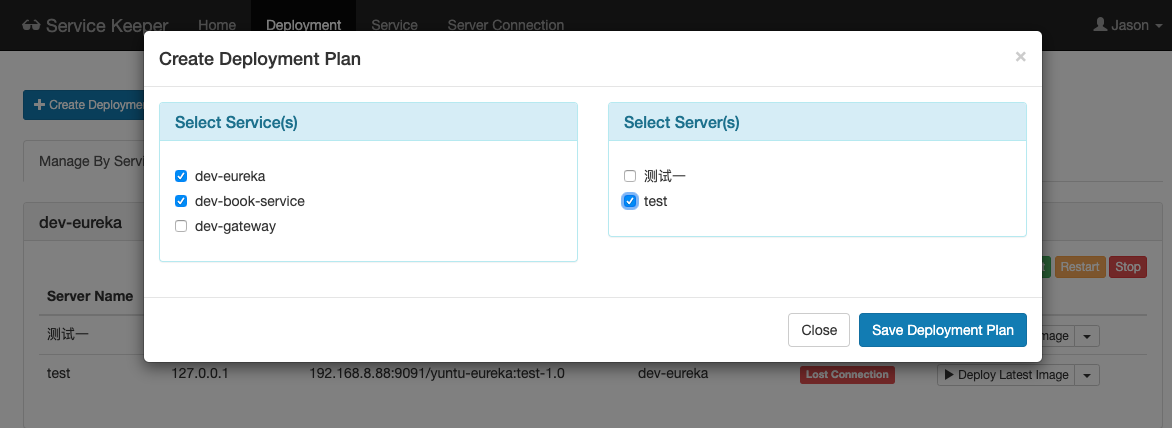 Service Keeper Home Deployment Service Server Connection Jason
Create Deployment Plan ×
Create Deployme
Select Service(s)
Select Server(s)
dev-eureka
测试一
dev-book-service
test
dev-gateway
Manage By Servi
dev-eureka
Restart Stop
Server Name
测试一
Close Save Deployment Plan
mage
test 127.0.0.1 192.168.8.88:9091/yuntu-eureka:test-1.0 dev-eureka Lost Connection Deploy Latest Image